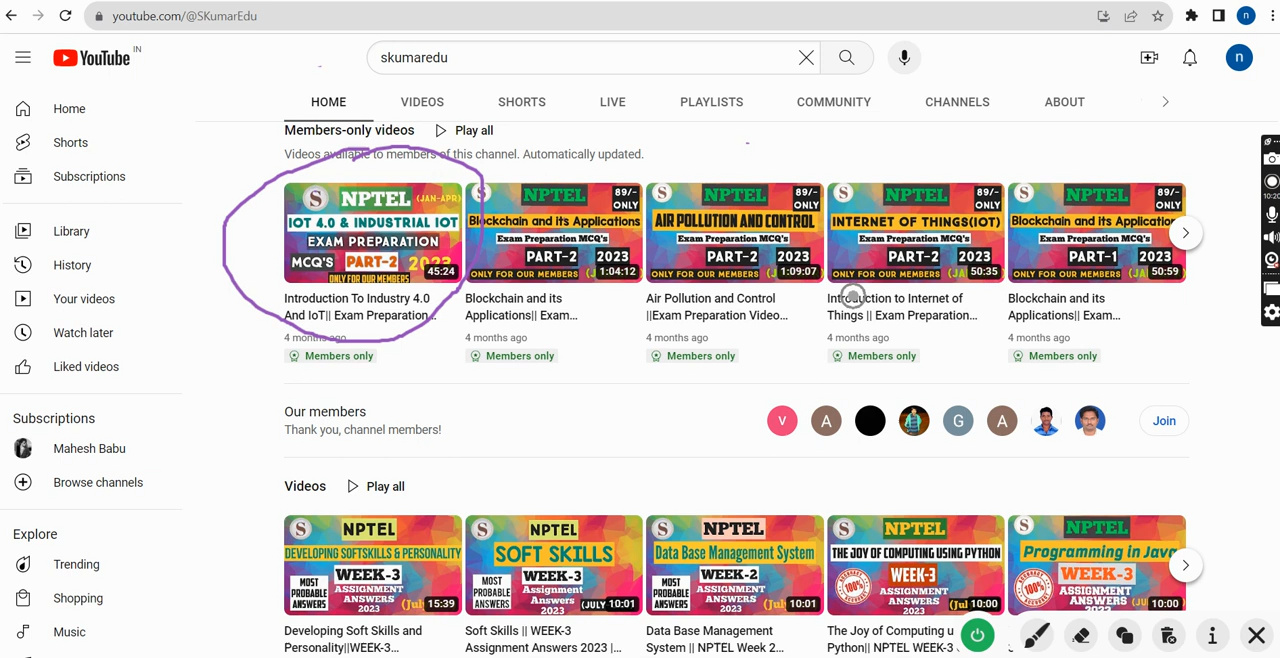 youtube.com/@SKumarEdu
n
YouTube IN
skumaredu
n
HOME VIDEOS SHORTS LIVE PLAYLISTS COMMUNITY CHANNELS ABOUT
Home
Shorts
Subscriptions
Library
History
Your videos
Watch later
Liked videos
Subscriptions
Mahesh Babu
Browse channels
Explore
Trending
Shopping
Music
Members-only videos Play all
Videos available to members of this channel. Automatically updated.
S NPTEL (JAN-APR)
IOT 4.0 & INDUSTRIAL IOT
EXAM PREPARATION
MCQ'S PART-2 2023
ONLY FOR OUR MEMBERS
45:24
Introduction To Industry 4.0
And IoT|| Exam Preparation...
4 months ago
Members only
S NPTEL 89/-
ONLY
Blockchain and its Applications
Exam Preparation MCQ's
PART-2 2023
ONLY FOR OUR MEMBERS
1:04:12
Blockchain and its
Applications|| Exam...
4 months ago
Members only
S NPTEL 89/-
ONLY
AIR POLLUTION AND CONTROL
Exam Preparation MCQ's
PART-2 2023
ONLY FOR OUR MEMBERS
1:09:07
Air Pollution and Control
||Exam Preparation Video...
4 months ago
Members only
S NPTEL 89/-
ONLY
INTERNET OF THINGS(IOT)
Exam Preparation MCQ's
PART-2 2023
ONLY FOR OUR MEMBERS (JA
50:35
Introduction to Internet of
Things || Exam Preparation...
4 months ago
Members only
S NPTEL 89/-
ONLY
Blockchain and its Applications
Exam Preparation MCQ's
PART-1 2023
ONLY FOR OUR MEMBERS (JA
50:59
Blockchain and its
Applications|| Exam...
4 months ago
Members only
Our members
Thank you, channel members!
V A G A
Join
Videos Play all
S NPTEL
DEVELOPING SOFTSKILLS & PERSONALITY
WEEK-3
MOST PROBABLE ANSWERS
ASSIGNMENT
ANSWERS
2023 (Jul
15:39
Developing Soft Skills and
Personality||WEEK-3...
S NPTEL
SOFT SKILLS
WEEK-3
MOST PROBABLE ANSWERS
Assignment
Answers
2023 (JULY
10:01
Soft Skills || WEEK-3
Assignment Answers 2023 |...
S NPTEL
Data Base Management System
WEEK-2
MOST PROBABLE ANSWERS
ASSIGNMENT
ANSWERS
2023 (Jul
10:01
Data Base Management
System || NPTEL Week 2...
S NPTEL
THE JOY OF COMPUTING USING PYTHON
WEEK-3
100%
ASSIGNMENT
ANSWERS
2023 (Jul
10:00
The Joy of Computing u
Python|| NPTEL WEEK-3
S NPTEL
Programming in Java
WEEK-3
100%
ASSIGNMENT
ANSWERS
2023
10:00